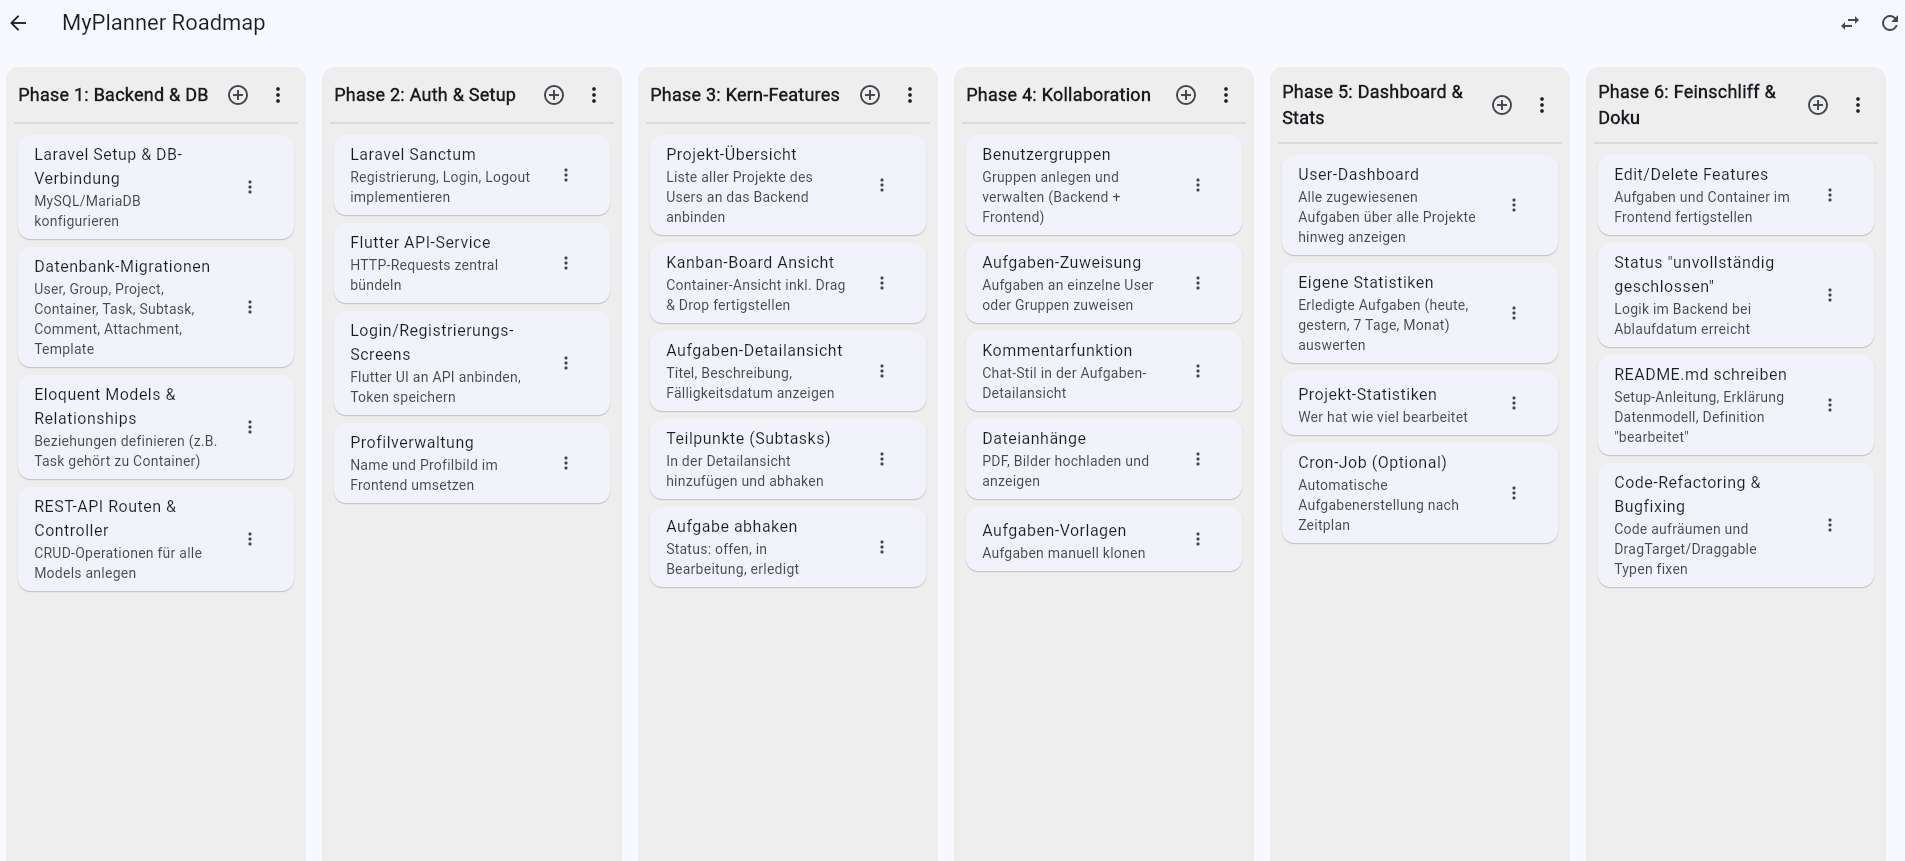 MyPlanner Roadmap
Phase 1: Backend & DB
Laravel Setup & DB-
Verbindung
MySQL/MariaDB
konfigurieren
Datenbank-Migrationen
User, Group, Project,
Container, Task, Subtask,
Comment, Attachment,
Template
Eloquent Models &
Relationships
Beziehungen definieren (z.B.
Task gehört zu Container)
REST-API Routen &
Controller
CRUD-Operationen für alle
Models anlegen
Phase 2: Auth & Setup
Laravel Sanctum
Registrierung, Login, Logout
implementieren
Flutter API-Service
HTTP-Requests zentral
bündeln
Login/Registrierungs-
Screens
Flutter UI an API anbinden,
Token speichern
Profilverwaltung
Name und Profilbild im
Frontend umsetzen
Phase 3: Kern-Features
Projekt-Übersicht
Liste aller Projekte des
Users an das Backend
anbinden
Kanban-Board Ansicht
Container-Ansicht inkl. Drag
& Drop fertigstellen
Aufgaben-Detailansicht
Titel, Beschreibung,
Fälligkeitsdatum anzeigen
Teilpunkte (Subtasks)
In der Detailansicht
hinzufügen und abhaken
Aufgabe abhaken
Status: offen, in
Bearbeitung, erledigt
Phase 4: Kollaboration
Benutzergruppen
Gruppen anlegen und
verwalten (Backend +
Frontend)
Aufgaben-Zuweisung
Aufgaben an einzelne User
oder Gruppen zuweisen
Kommentarfunktion
Chat-Stil in der Aufgaben-
Detailansicht
Dateianhänge
PDF, Bilder hochladen und
anzeigen
Aufgaben-Vorlagen
Aufgaben manuell klonen
Phase 5: Dashboard &
Stats
User-Dashboard
Alle zugewiesenen
Aufgaben über alle Projekte
hinweg anzeigen
Eigene Statistiken
Erledigte Aufgaben (heute,
gestern, 7 Tage, Monat)
auswerten
Projekt-Statistiken
Wer hat wie viel bearbeitet
Cron-Job (Optional)
Automatische
Aufgabenerstellung nach
Zeitplan
Phase 6: Feinschliff &
Doku
Edit/Delete Features
Aufgaben und Container im
Frontend fertigstellen
Status "unvollständig
geschlossen"
Logik im Backend bei
Ablaufdatum erreicht
README.md schreiben
Setup-Anleitung, Erklärung
Datenmodell, Definition
"bearbeitet"
Code-Refactoring &
Bugfixing
Code aufräumen und
DragTarget/Draggable
Typen fixen